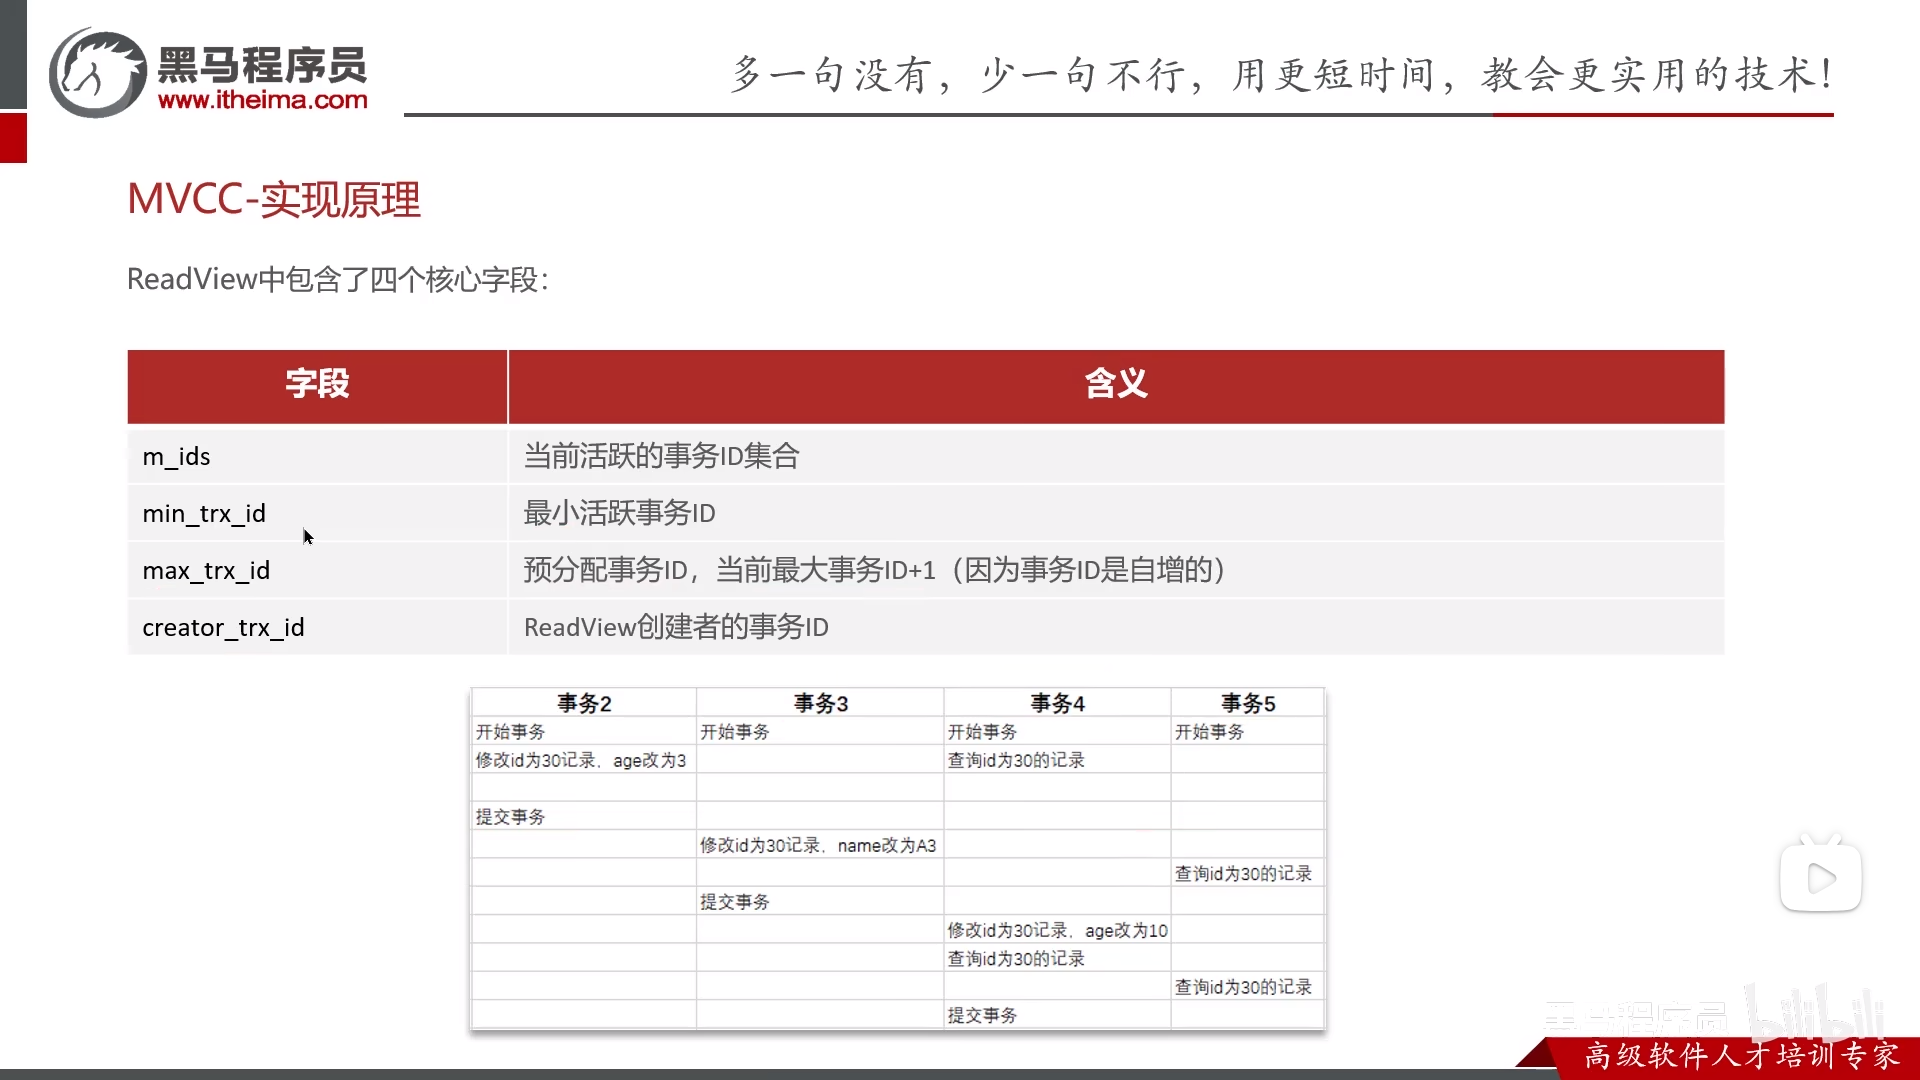 黑马程序员
www.itheima.com
多一句没有，少一句不行，用更短时间，教会更实用的技术！
MVCC-实现原理
ReadView中包含了四个核心字段：
字段 含义
m_ids 当前活跃的事务ID集合
min_trx_id 最小活跃事务ID
max_trx_id 预分配事务ID，当前最大事务ID+1（因为事务ID是自增的）
creator_trx_id ReadView创建者的事务ID
事务2 事务3 事务4 事务5
开始事务 开始事务 开始事务 开始事务
修改id为30记录，age改为3 查询id为30的记录
提交事务
修改id为30记录，name改为A3
查询id为30的记录
提交事务
修改id为30记录，age改为10
查询id为30的记录
查询id为30的记录
提交事务
黑马程序员 bilibili
高级软件人才培训专家